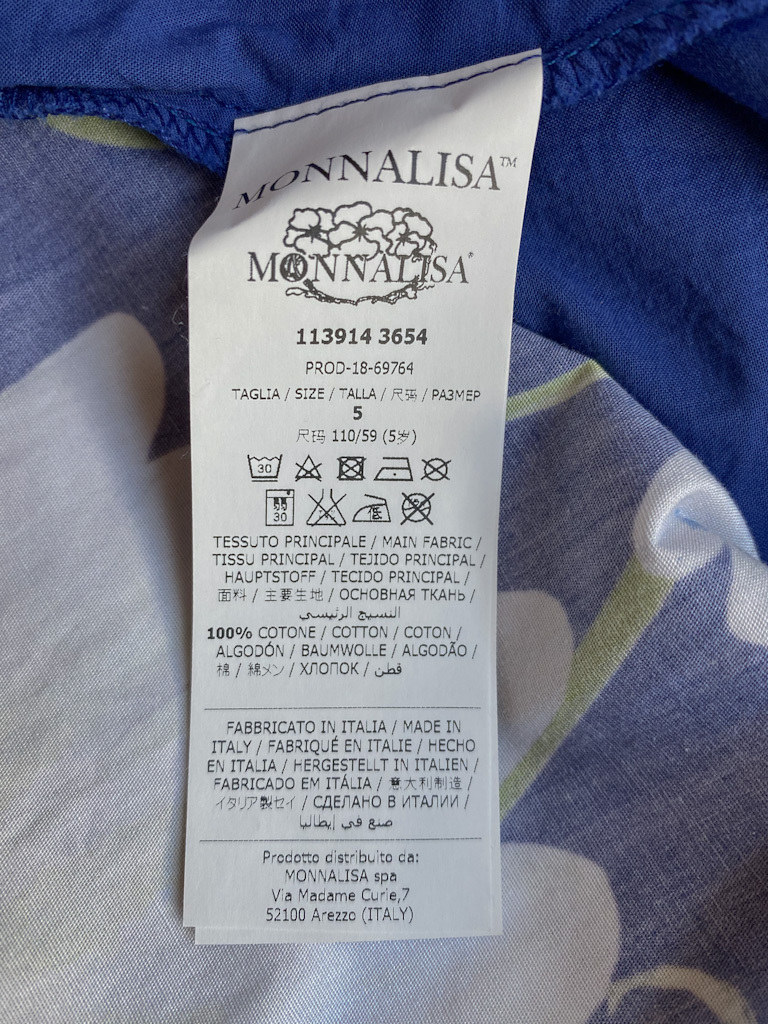 MONNALISA™
MONNALISA®
113914 3654
PROD-18-69764
TAGLIA / SIZE / TALLA / 尺码 / РАЗМЕР
5
尺码 110/59 (5岁)
30
30
TESSUTO PRINCIPALE / MAIN FABRIC /
TISSU PRINCIPAL / TEJIDO PRINCIPAL /
HAUPTSTOFF / TECIDO PRINCIPAL /
面料 / 主要生地 / ОСНОВНАЯ ТКАНЬ /
النسيج الرئيسي
100% COTONE / COTTON / COTON /
ALGODÓN / BAUMWOLLE / ALGODÃO /
棉 / 綿メン / ХЛОПОК / قطن
FABBRICATO IN ITALIA / MADE IN
ITALY / FABRIQUÉ EN ITALIE / HECHO
EN ITALIA / HERGESTELLT IN ITALIEN /
FABRICADO EM ITÁLIA / 意大利制造 /
イタリア製セイ / СДЕЛАНО В ИТАЛИИ /
صنع في إيطاليا
Prodotto distribuito da:
MONNALISA spa
Via Madame Curie,7
52100 Arezzo (ITALY)